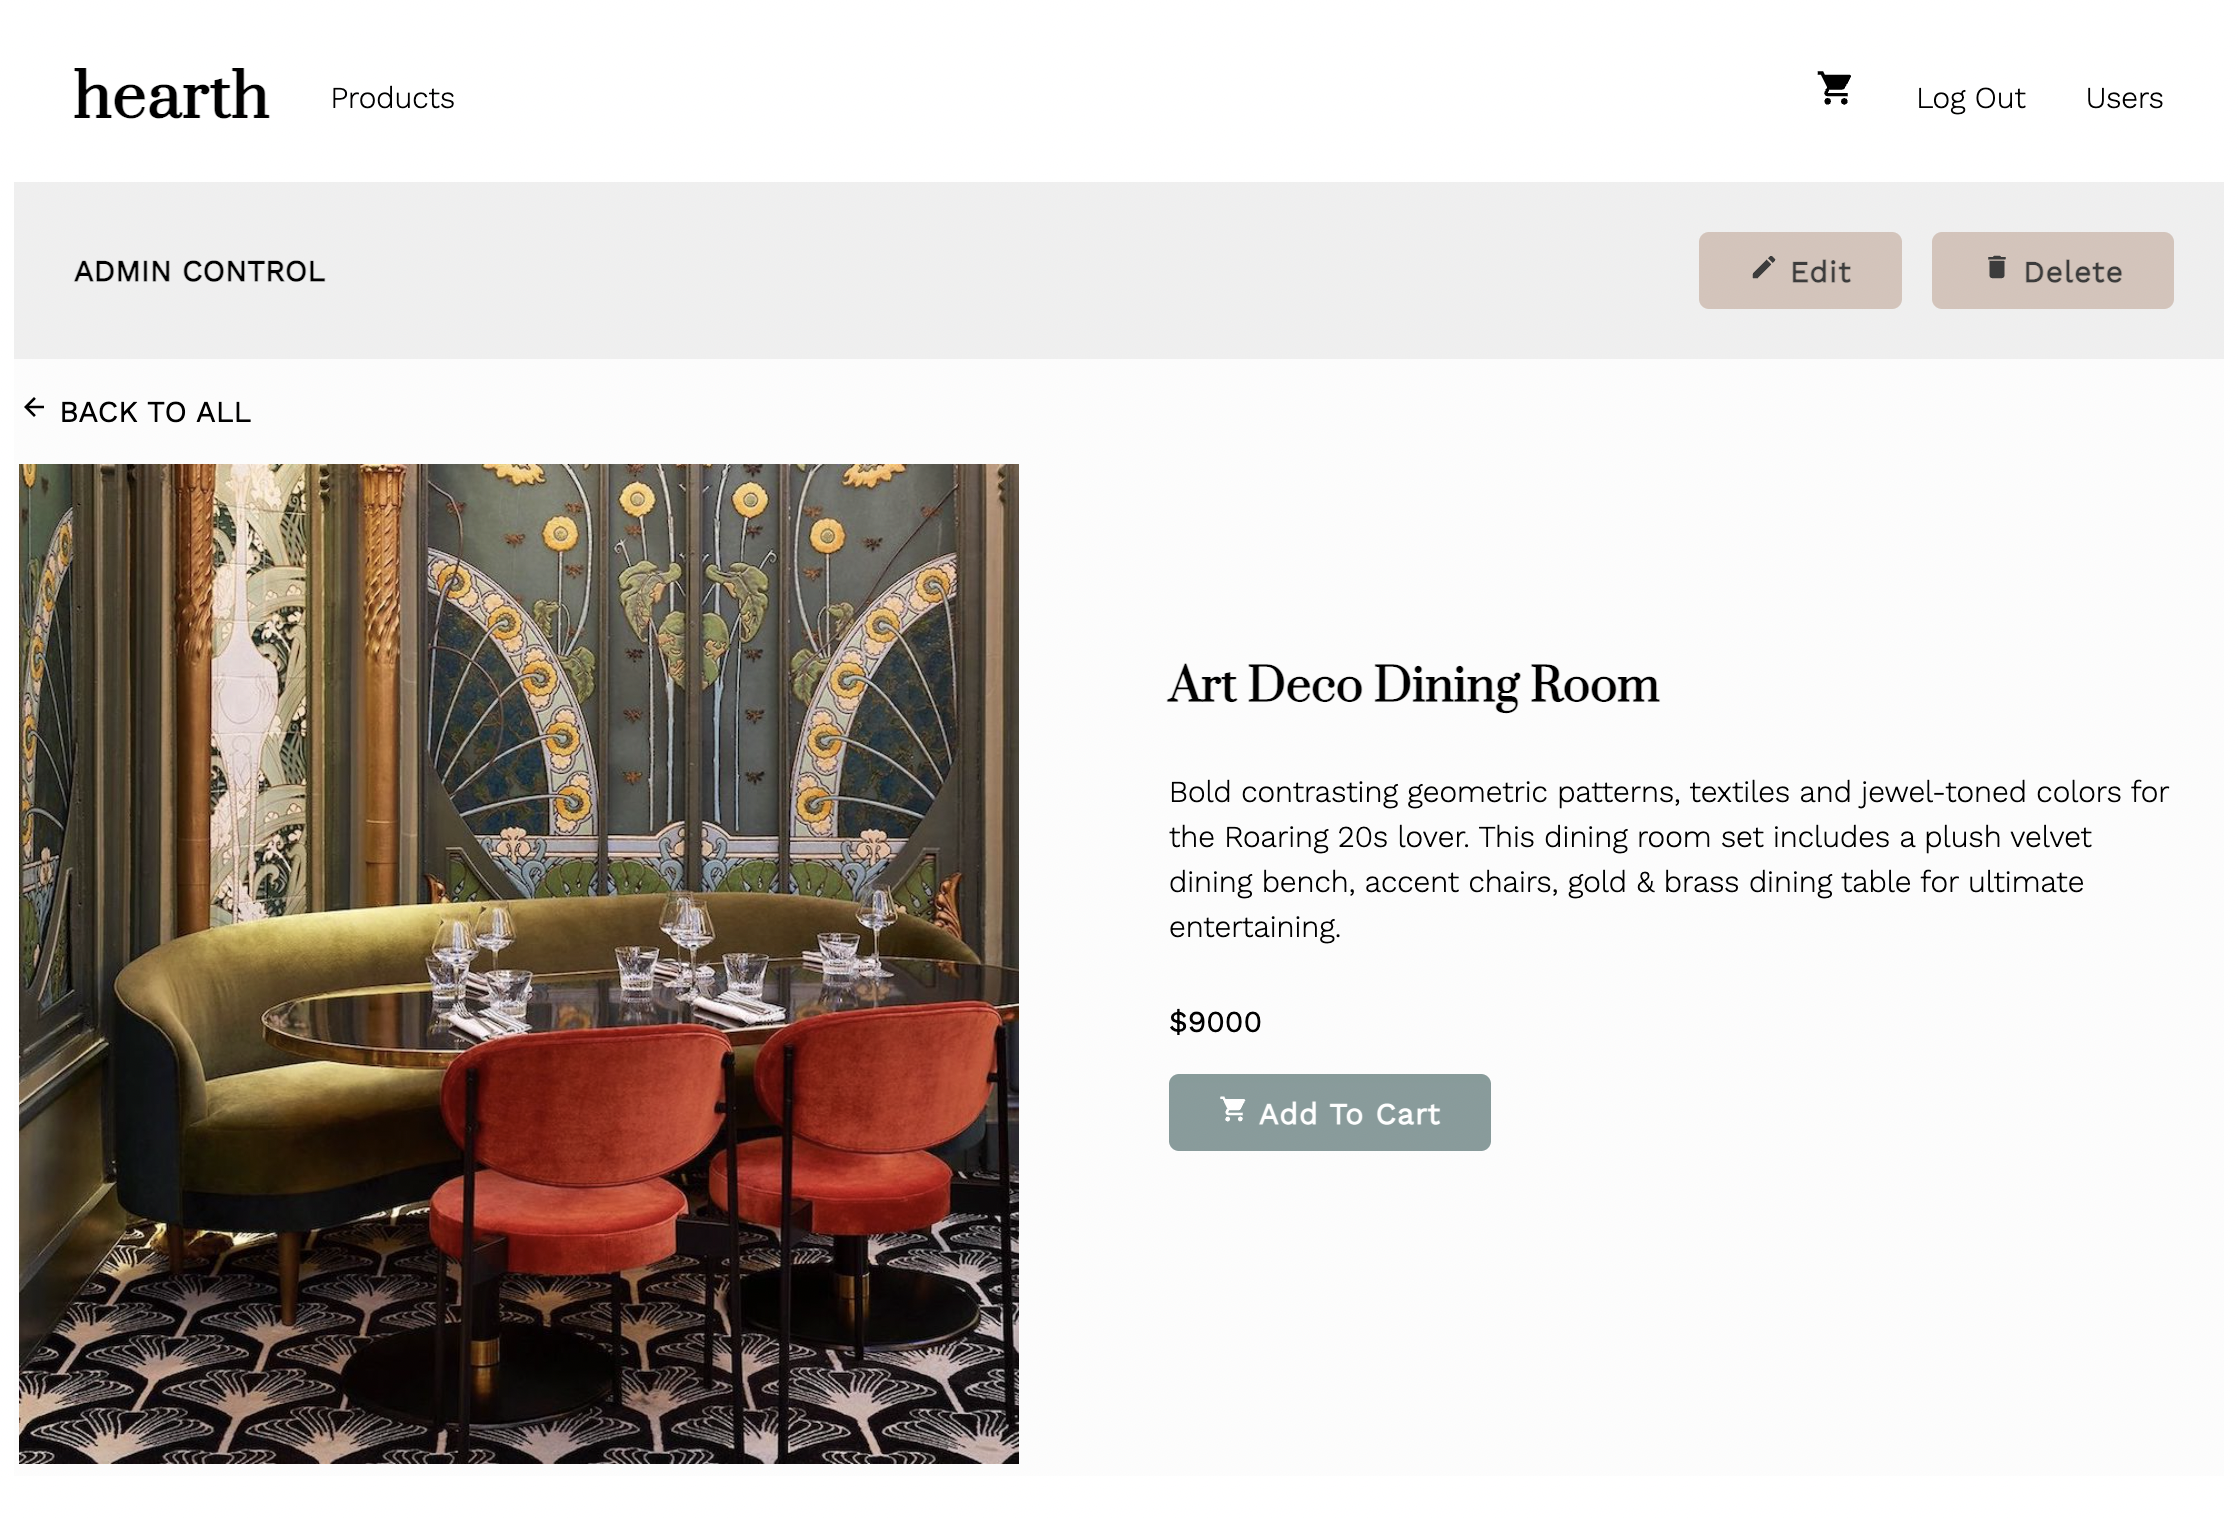 hearth
Products
Log Out
Users
ADMIN CONTROL
Edit
Delete
BACK TO ALL
Art Deco Dining Room
Bold contrasting geometric patterns, textiles and jewel-toned colors for
the Roaring 20s lover. This dining room set includes a plush velvet
dining bench, accent chairs, gold & brass dining table for ultimate
entertaining.
$9000
Add To Cart